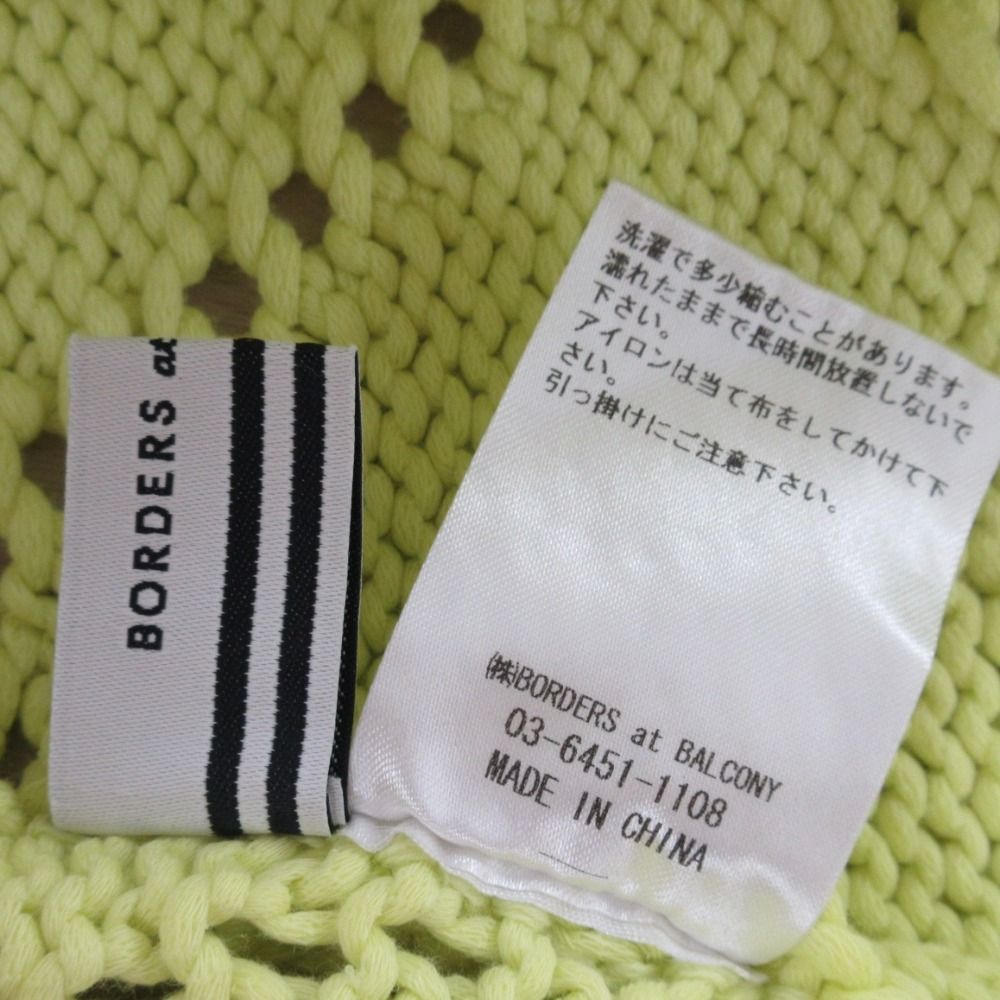 BORDERS at
洗濯で多少縮むことがあります。
濡れたままで長時間放置しないで
下さい。
アイロンは当て布をしてかけて下
さい。
引っ掛けにご注意下さい。
㈱BORDERS at BALCONY
03-6451-1108
MADE IN CHINA